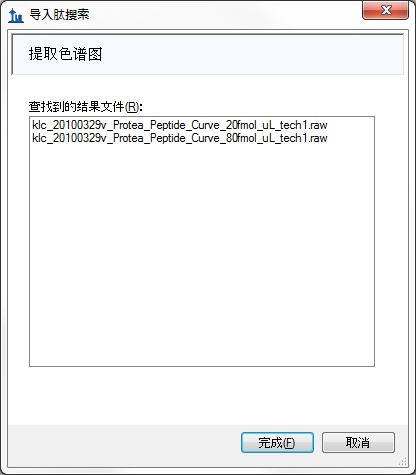 导入肽搜索
提取色谱图
查找到的结果文件(R):
klc_20100329v_Protea_Peptide_Curve_20fmol_uL_tech1.raw
klc_20100329v_Protea_Peptide_Curve_80fmol_uL_tech1.raw
完成(F)
取消